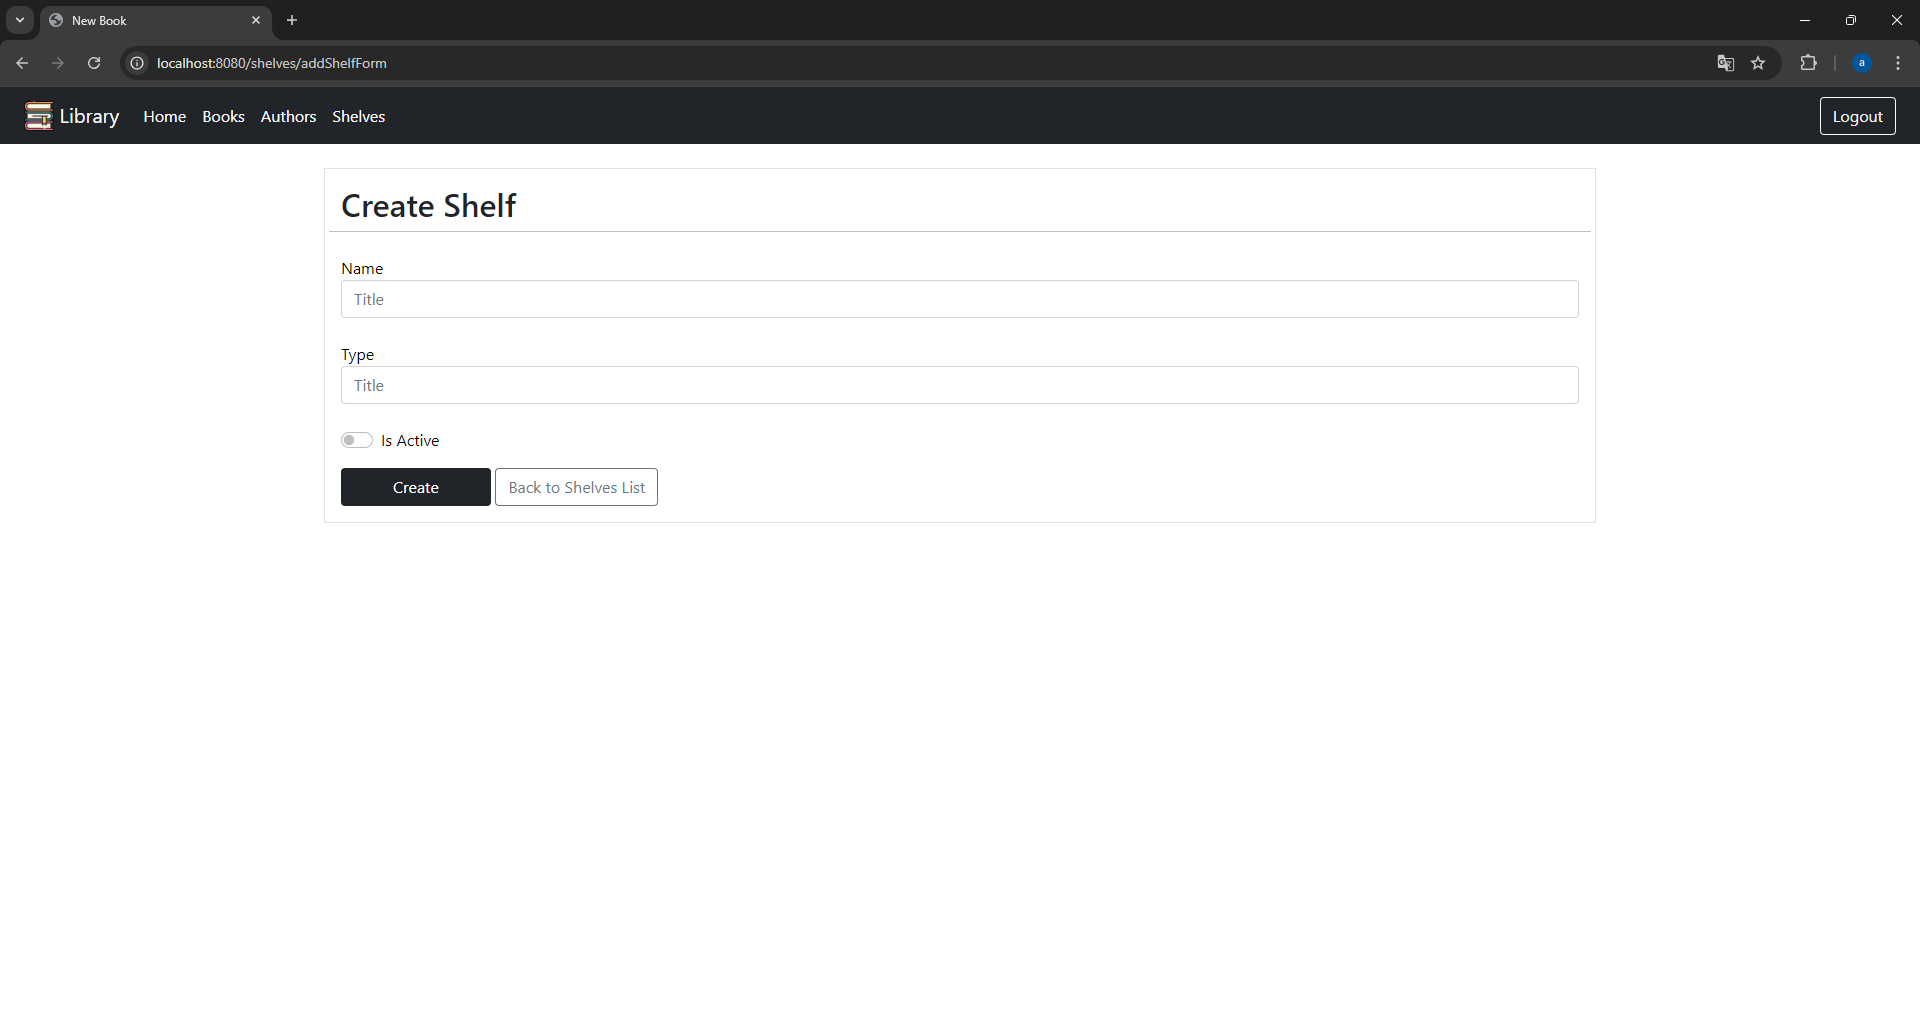 New Book
localhost:8080/shelves/addShelfForm
a
Library Home Books Authors Shelves Logout
Create Shelf
Name
Title
Type
Title
Is Active
Create Back to Shelves List